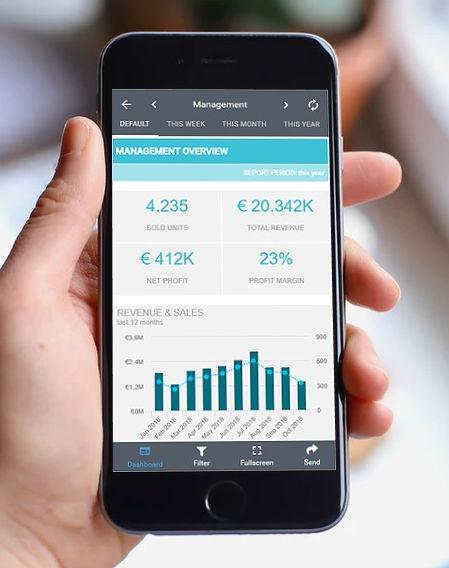 Management
DEFAULT THIS WEEK THIS MONTH THIS YEAR
MANAGEMENT OVERVIEW
REPORT PERIOD: this year
4.235 € 20.342K
SOLD UNITS TOTAL REVENUE
€ 412K 23%
NET PROFIT PROFIT MARGIN
REVENUE & SALES
last 12 months
€3,6M 900
€2,4M 600
€1,2M 300
€0M 0
Jan 2018 Feb 2018 Mar 2018 Apr 2018 May 2018 Jun 2018 Jul 2018 Aug 2018 Sep 2018 Oct 2018
Dashboard Filter Fullscreen Send